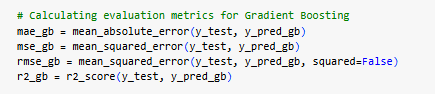 # Calculating evaluation metrics for Gradient Boosting
mae_gb = mean_absolute_error(y_test, y_pred_gb)
mse_gb = mean_squared_error(y_test, y_pred_gb)
rmse_gb = mean_squared_error(y_test, y_pred_gb, squared=False)
r2_gb = r2_score(y_test, y_pred_gb)